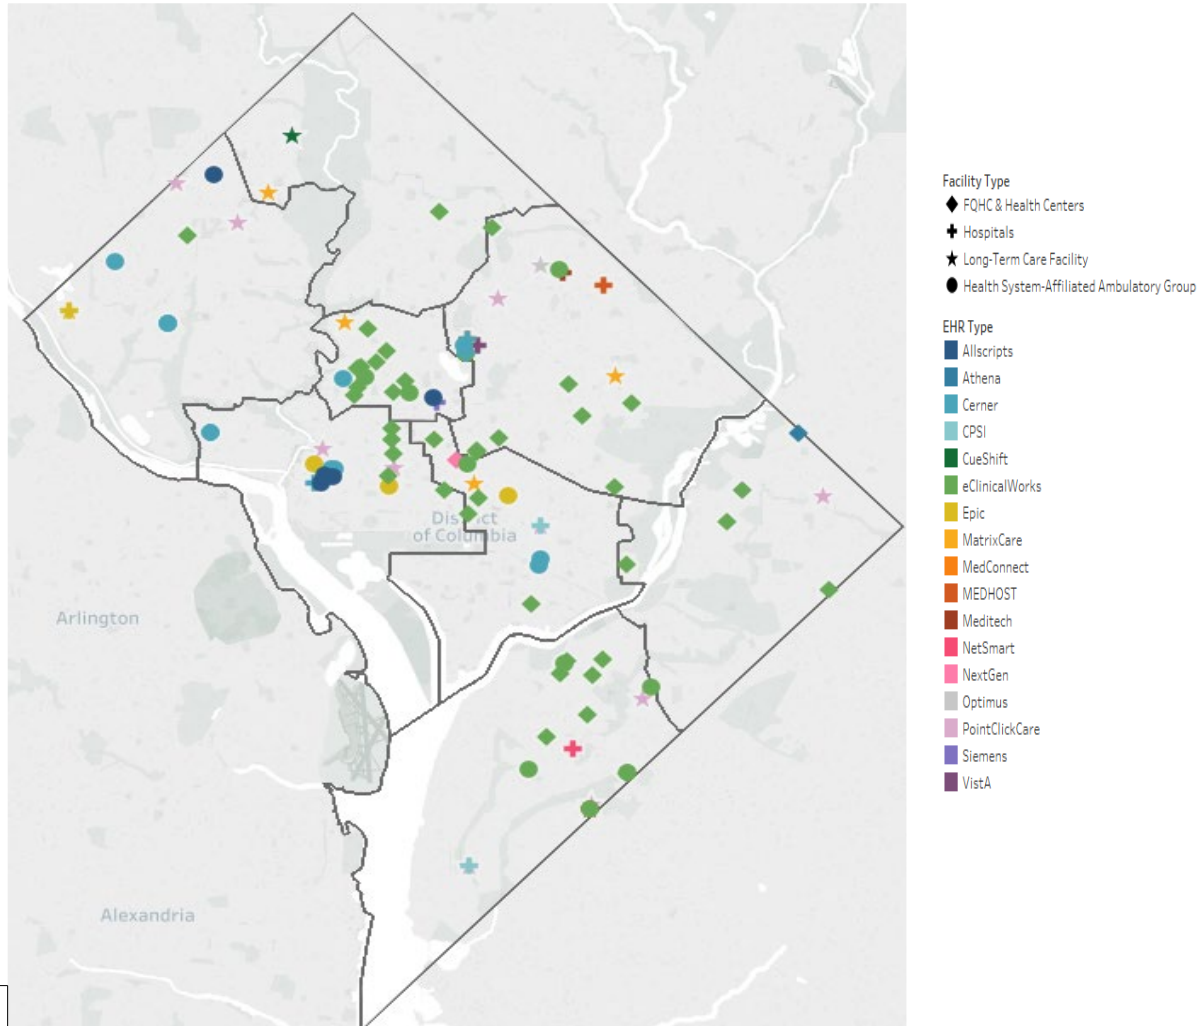 Facility Type
FQHC & Health Centers
Hospitals
Long-Term Care Facility
Health System-Affiliated Ambulatory Group
EHR Type
Allscripts
Athena
Cerner
CPSI
CueShift
eClinicalWorks
Epic
MatrixCare
MedConnect
MEDHOST
Meditech
NetSmart
NextGen
Optimus
PointClickCare
Siemens
VistA
District
of Columbia
Arlington
Alexandria